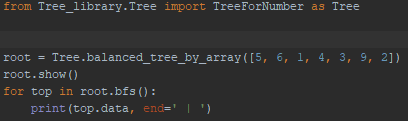 from Tree_library.Tree import TreeForNumber as Tree
root = Tree.balanced_tree_by_array([5, 6, 1, 4, 3, 9, 2])
root.show()
for top in root.bfs():
    print(top.data, end=' | ')